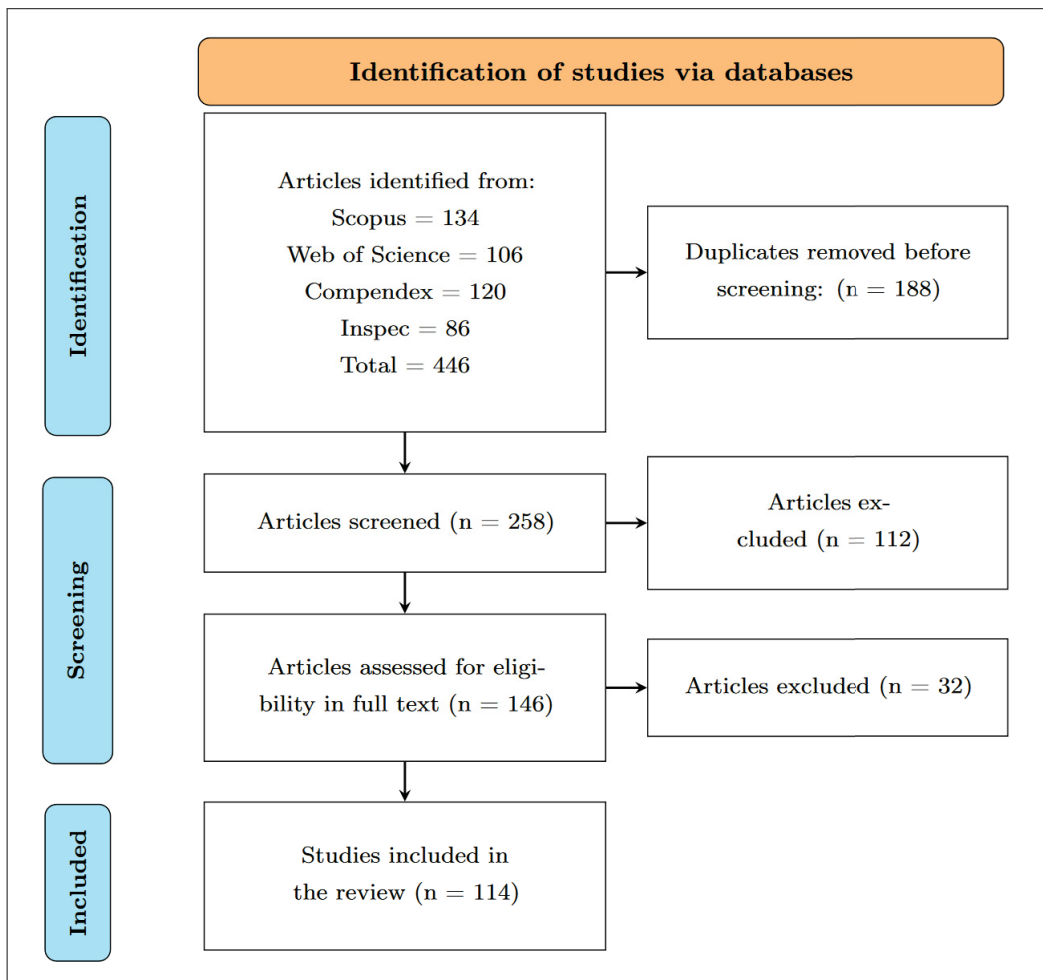 Identification of studies via databases
Identification
Articles identified from:
Scopus = 134
Web of Science = 106
Compendex = 120
Inspec = 86
Total = 446
Duplicates removed before
screening: (n = 188)
Screening
Articles screened (n = 258)
Articles ex-
cluded (n = 112)
Articles assessed for eligi-
bility in full text (n = 146)
Articles excluded (n = 32)
Included
Studies included in
the review (n = 114)